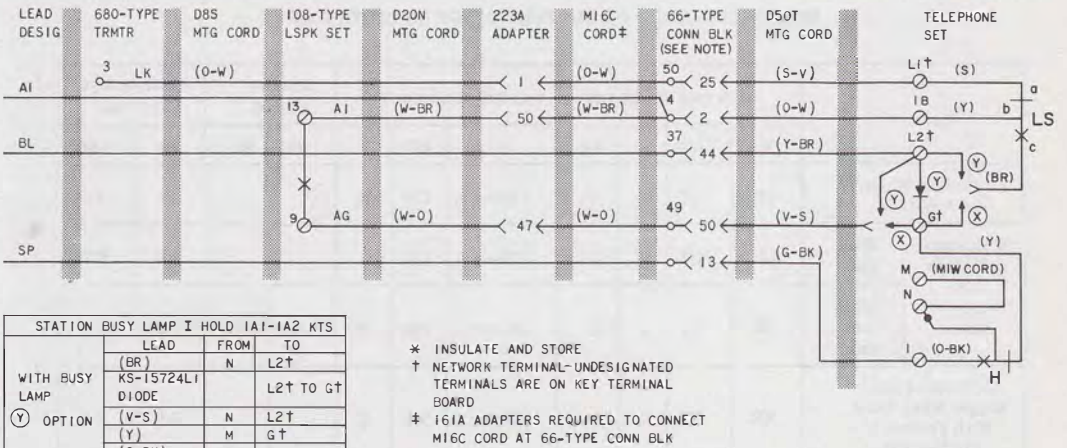 LEAD DESIG
680-TYPE TRMTR
D8S MTG CORD
108-TYPE LSPK SET
D20N MTG CORD
223A ADAPTER
M16C CORD‡
66-TYPE CONN BLK (SEE NOTE)
D50T MTG CORD
TELEPHONE SET
3 LK (O-W) 1 (O-W) 50 25 (S-V) L1† (S)
A1
a
13 A1 (W-BR) 50 (W-BR) 4 2 (O-W) 1B (Y) b LS
BL 37 44 (Y-BR) L2† c
Y Y Y (BR)
9 AG (W-O) 47 (W-O) 49 50 (V-S) G† X X
SP 13 (G-BK) (Y)
M (MIW CORD)
N
1 (O-BK) H
STATION BUSY LAMP I HOLD 1A1-1A2 KTS
LEAD FROM TO
WITH BUSY LAMP
Y OPTION
(BR) N L2†
KS-15724L1 DIODE L2† TO G†
(V-S) N L2†
(Y) M G†
✳ INSULATE AND STORE
† NETWORK TERMINAL-UNDESIGNATED
TERMINALS ARE ON KEY TERMINAL
BOARD
‡ 161A ADAPTERS REQUIRED TO CONNECT
M16C CORD AT 66-TYPE CONN BLK